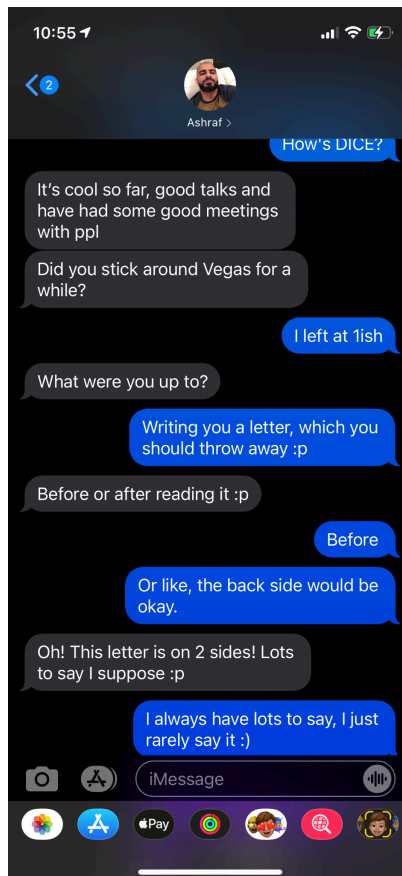 10:55
2
Ashraf >
How's DICE?
It's cool so far, good talks and
have had some good meetings
with ppl
Did you stick around Vegas for a
while?
I left at 1ish
What were you up to?
Writing you a letter, which you
should throw away :p
Before or after reading it :p
Before
Or like, the back side would be
okay.
Oh! This letter is on 2 sides! Lots
to say I suppose :p
I always have lots to say, I just
rarely say it :)
iMessage
Pay